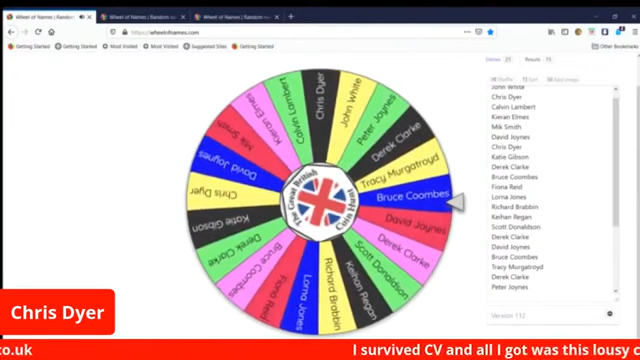 Wheel of Names | Random
Wheel of Names | Random
Wheel of Names | Random
https://wheelofnames.com
Getting Started
Getting Started
Most Visited
Most Visited
Suggested Sites
Getting Started
Other Bookmarks
Entries 21
Results 71
Shuffle
Sort
Add image
John White
Chris Dyer
Calvin Lambert
Kieran Elmes
Mik Smith
David Joynes
Chris Dyer
Katie Gibson
Derek Clarke
Bruce Coombes
Fiona Reid
Lorna Jones
Richard Brabbin
Keihan Regan
Scott Donaldson
Derek Clarke
David Joynes
Bruce Coombes
Tracy Murgatroyd
Derek Clarke
Peter Joynes
Version 112
Chris Dyer
John White
Peter Joynes
Derek Clarke
Tracy Murgatroyd
Bruce Coombes
David Joynes
Derek Clarke
Scott Donaldson
Keihan Regan
Richard Brabbin
Lorna Jones
Fiona Reid
Bruce Coombes
Derek Clarke
Katie Gibson
Chris Dyer
David Joynes
Mik Smith
Kieran Elmes
Calvin Lambert
The Great British
Coin Hunt
Chris Dyer
co.uk
I survived CV and all I got was this lousy c